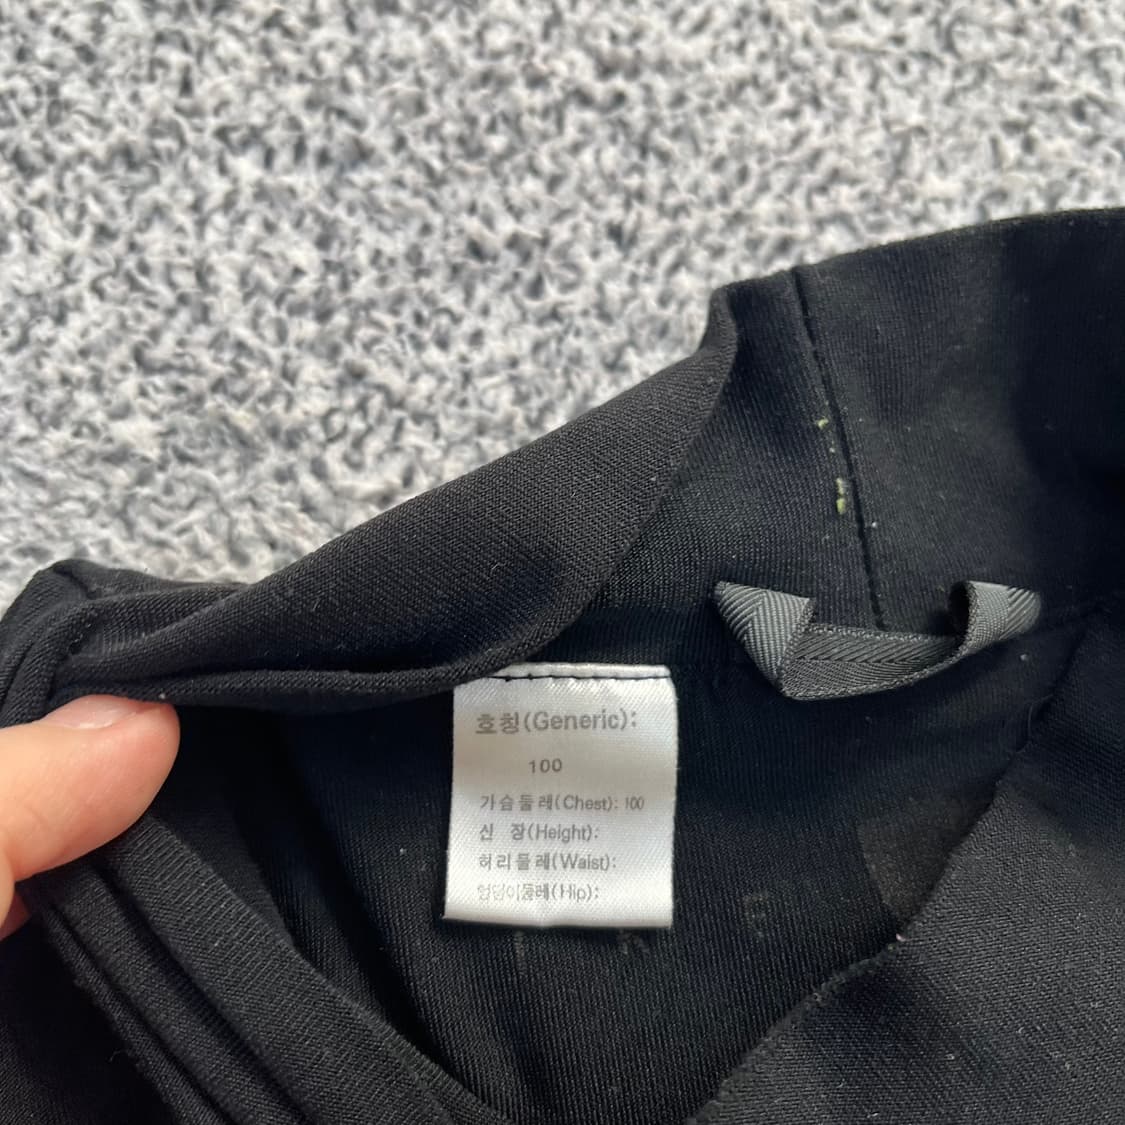 호칭(Generic):
100
가슴둘레(Chest): 100
신 장(Height):
허리둘레(Waist):
엉덩이둘레(Hip):